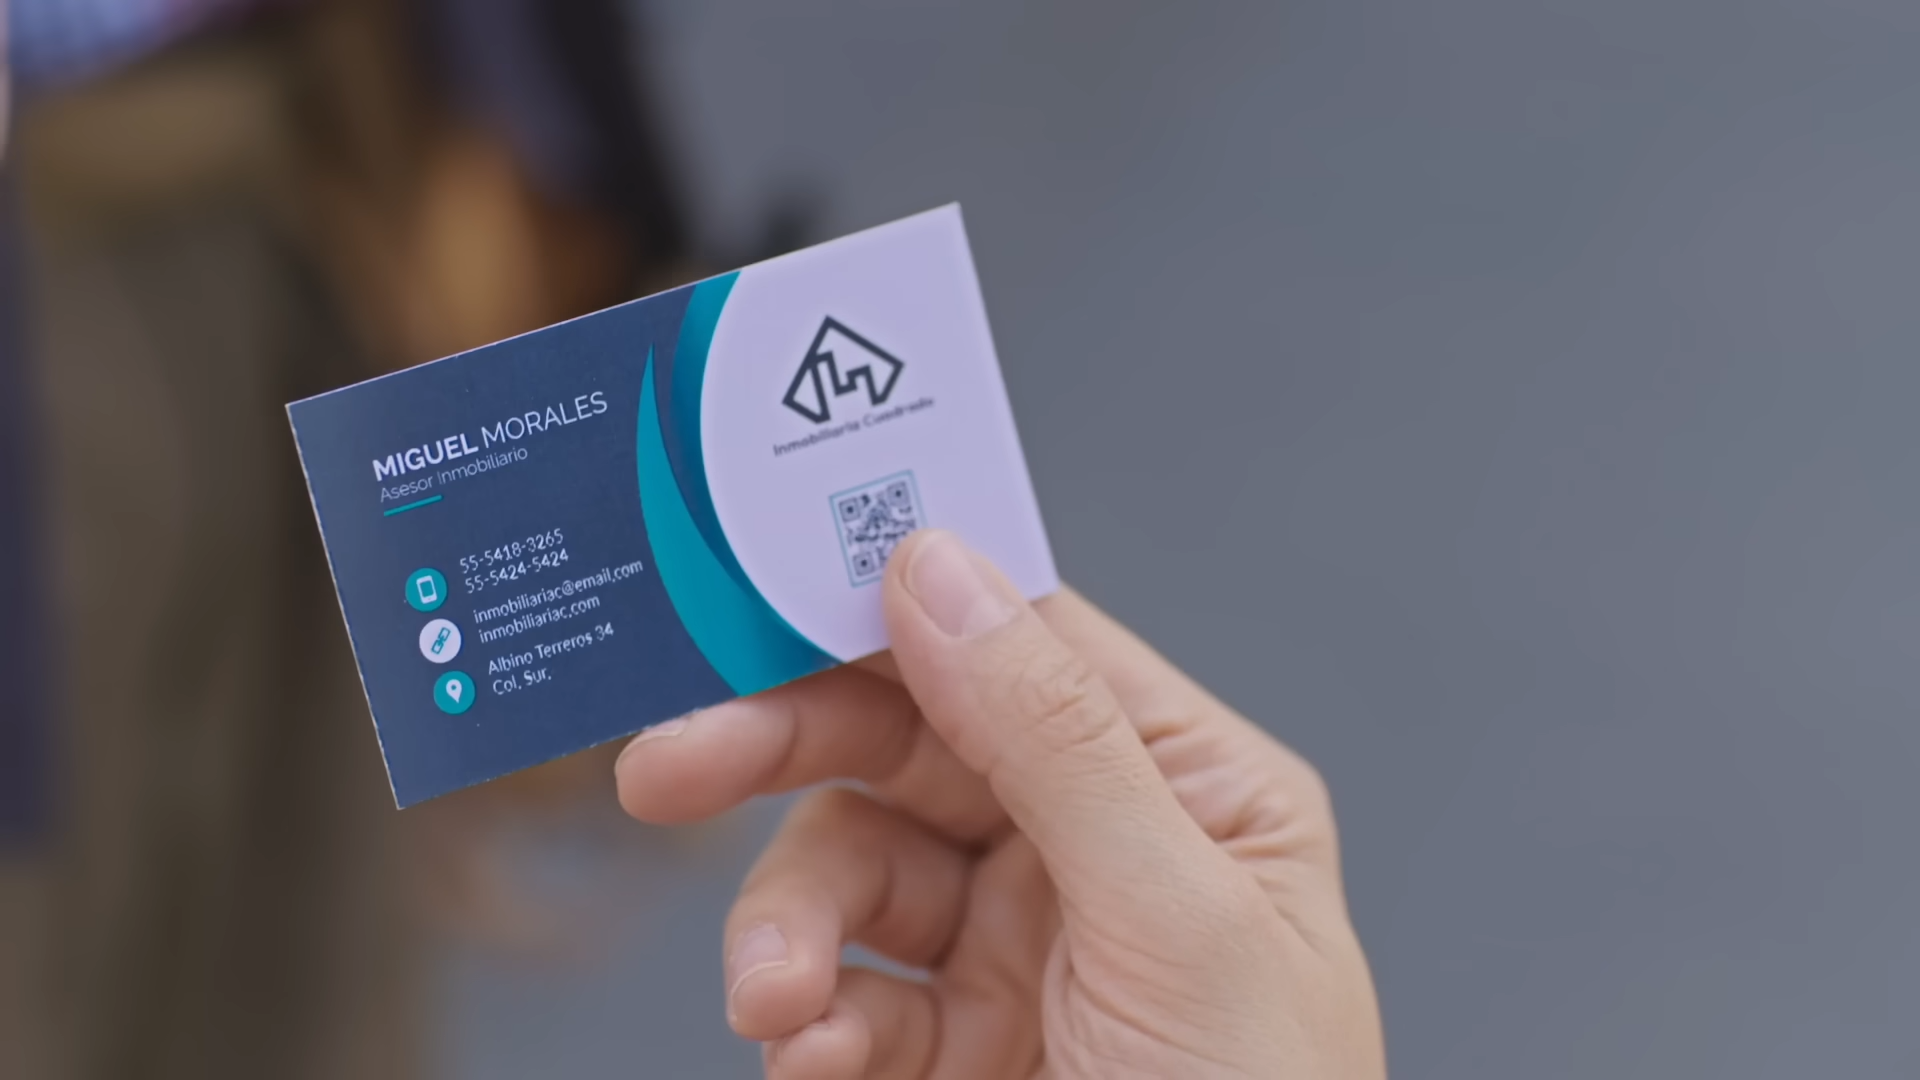 MIGUEL MORALES
Asesor Inmobiliario
55-5418-3265
55-5424-5424
inmobiliariac@email.com
inmobiliariac.com
Albino Terreros 34
Col. Sur.
Inmobiliaria Cuadrada